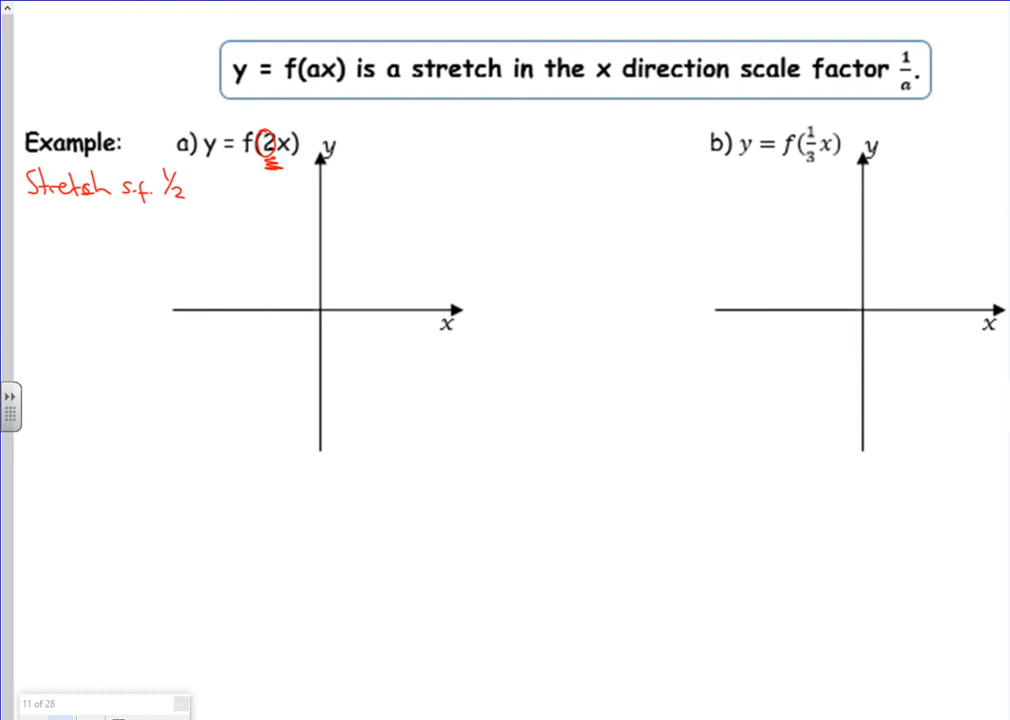 y = f(ax) is a stretch in the x direction scale factor 1/a.
Example: a) y = f(2x) y b) y = f(1/3 x) y
Stretch s.f. 1/2
x x
11 of 28